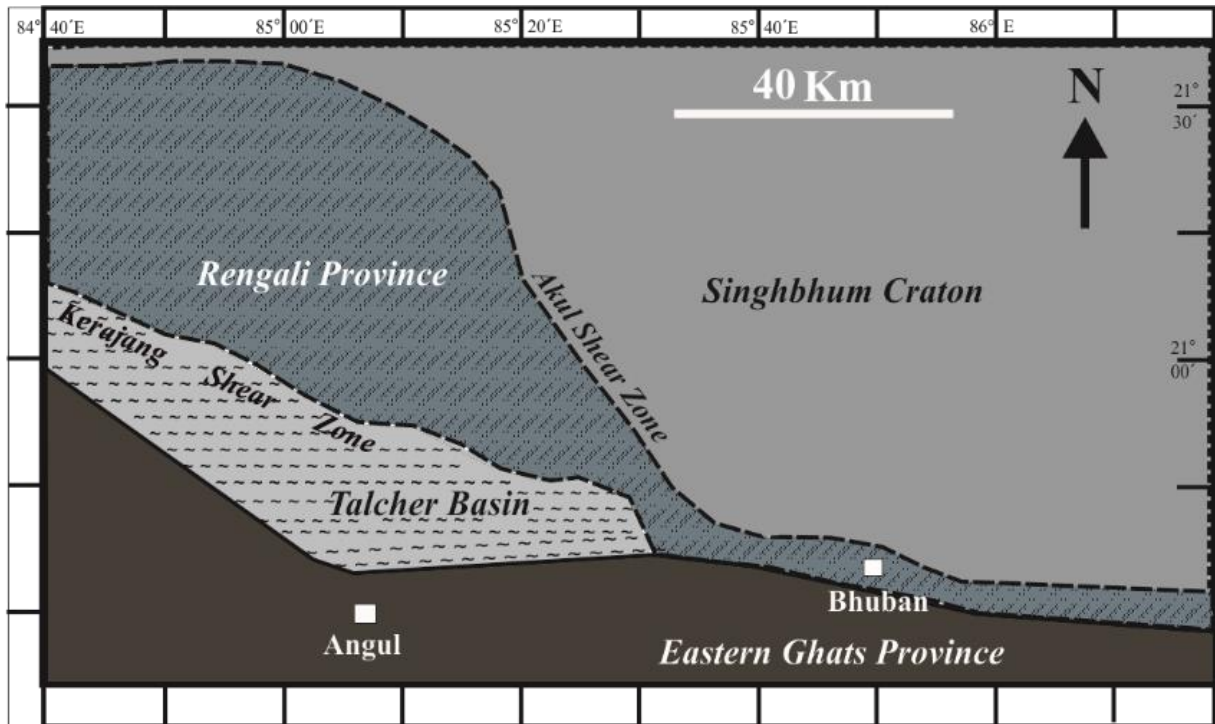 84° 40´E 85° 00´E 85° 20´E 85° 40´E 86° E
40 Km
N
21°
30´
Rengali Province
Akul Shear Zone
Singhbhum Craton
Kerajang Shear Zone
21°
00´
Talcher Basin
Bhuban
Angul
Eastern Ghats Province